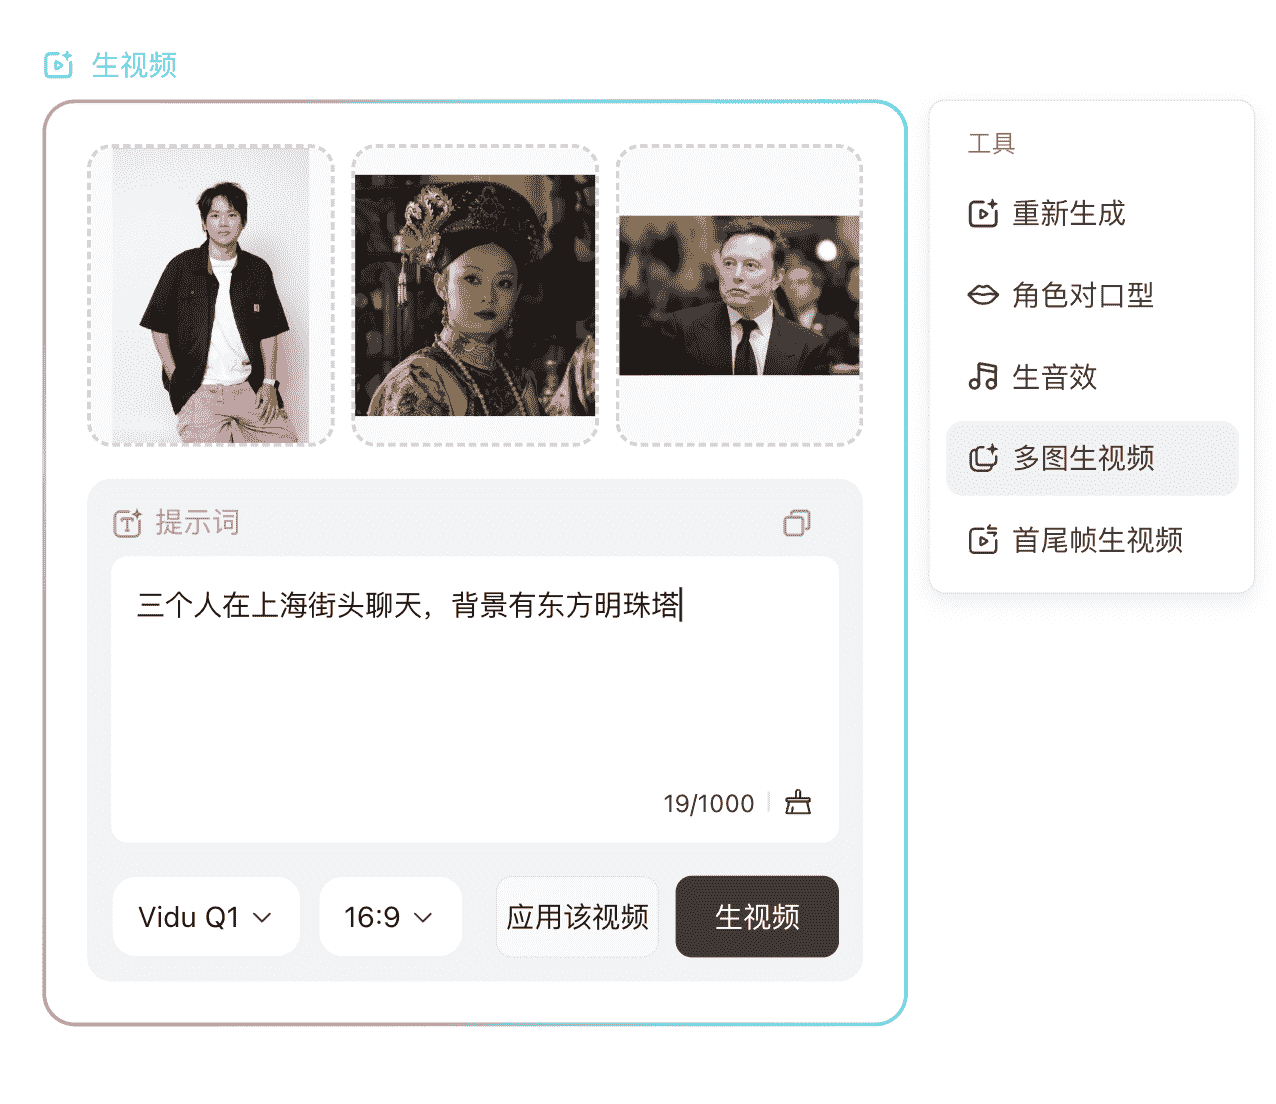 生视频
工具
重新生成
角色对口型
生音效
多图生视频
首尾帧生视频
提示词
三个人在上海街头聊天，背景有东方明珠塔
19/1000
Vidu Q1
16:9
应用该视频
生视频